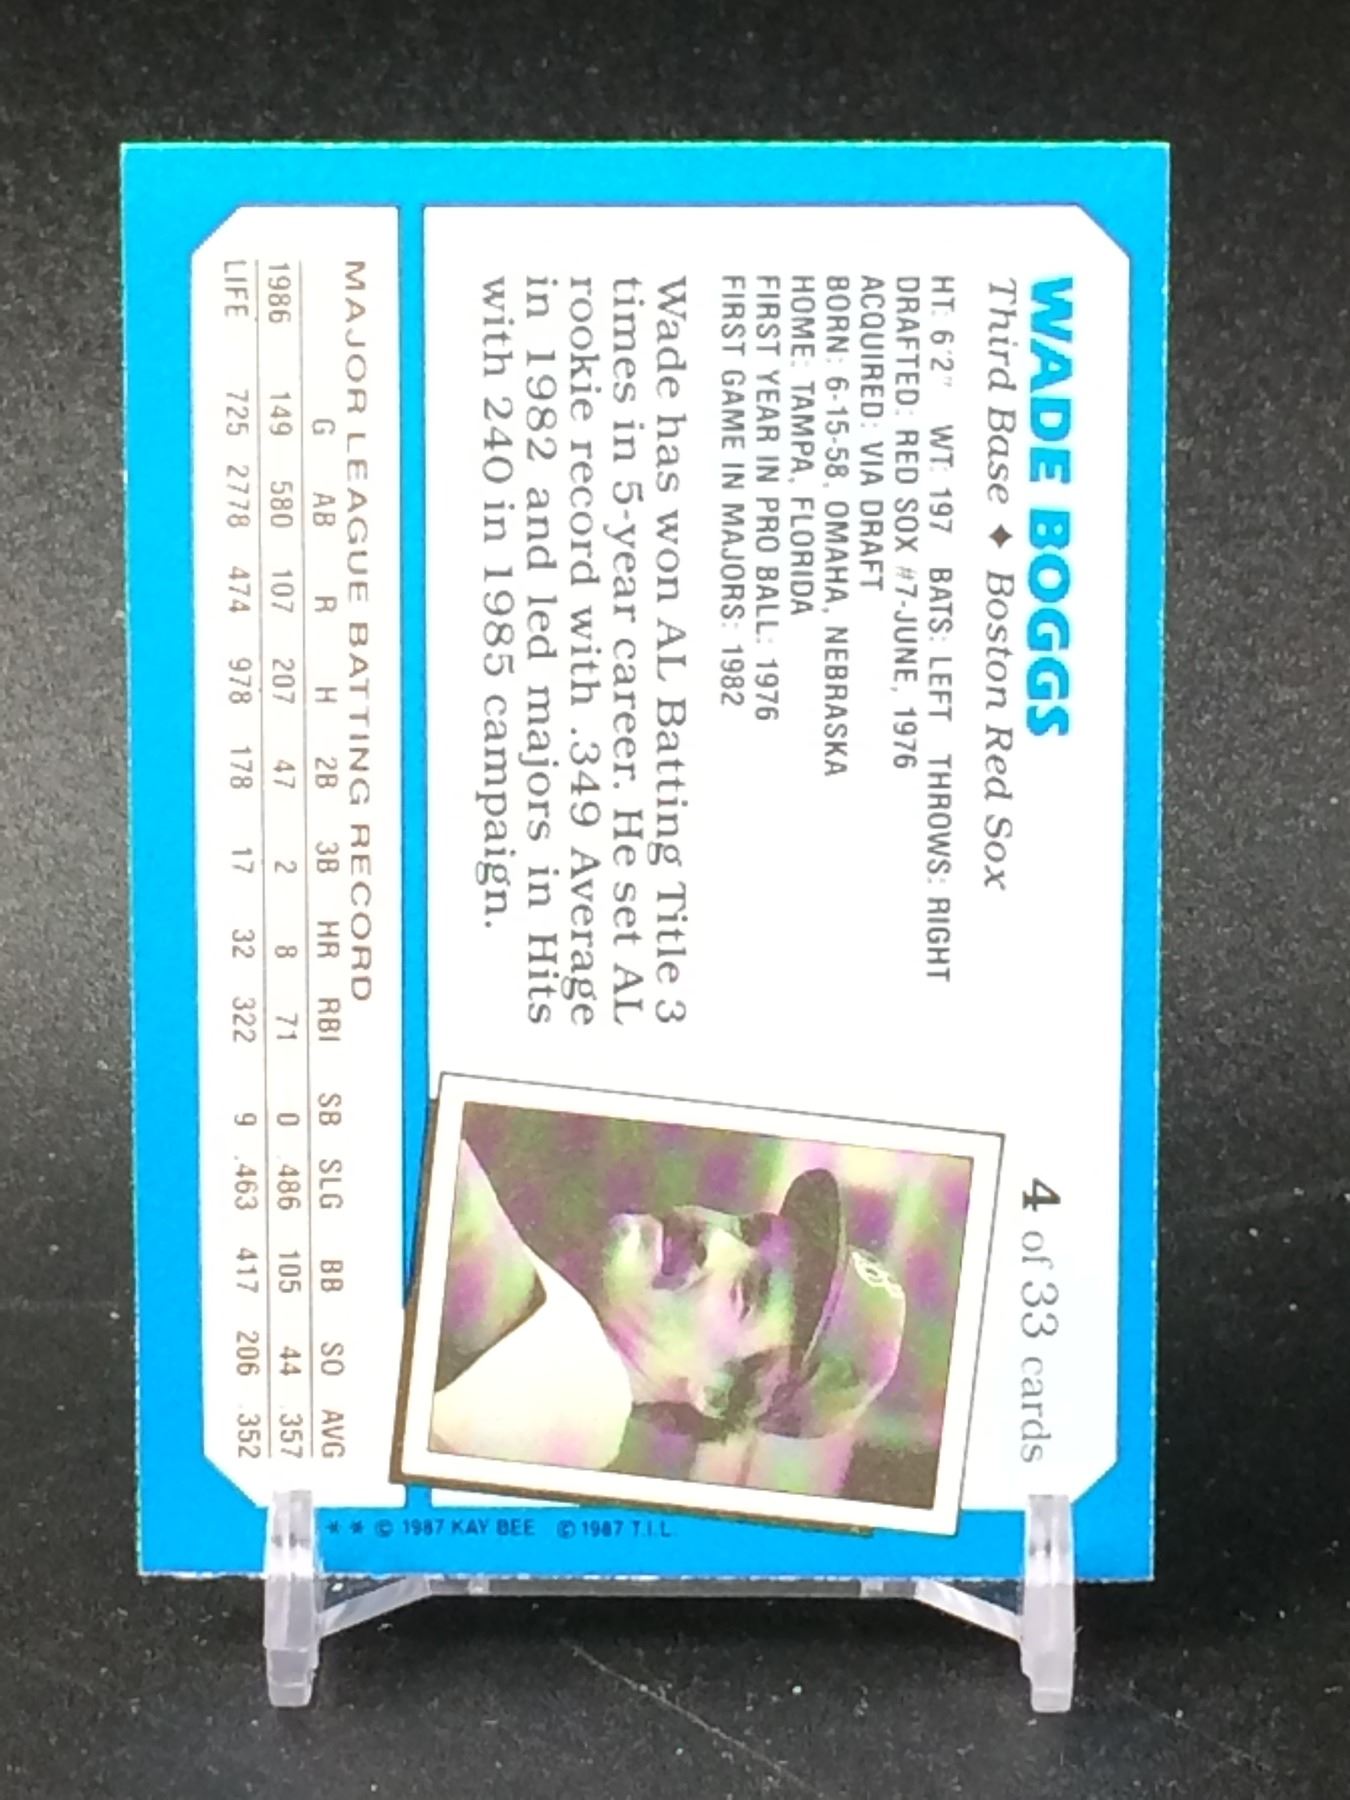 WADE BOGGS
4 of 33 cards
Third Base ♦ Boston Red Sox
HT: 6'2" WT: 197 BATS: LEFT THROWS: RIGHT
DRAFTED: RED SOX #7-JUNE, 1976
ACQUIRED: VIA DRAFT
BORN: 6-15-58, OMAHA, NEBRASKA
HOME: TAMPA, FLORIDA
FIRST YEAR IN PRO BALL: 1976
FIRST GAME IN MAJORS: 1982
Wade has won AL Batting Title 3
times in 5-year career. He set AL
rookie record with .349 Average
in 1982 and led majors in Hits
with 240 in 1985 campaign.
MAJOR LEAGUE BATTING RECORD
G AB R H 2B 3B HR RBI SB SLG BB SO AVG
1986 149 580 107 207 47 2 8 71 0 .486 105 44 .357
LIFE 725 2778 474 978 178 17 32 322 9 .463 417 206 .352
* * © 1987 KAY BEE © 1987 T.I.L.
B